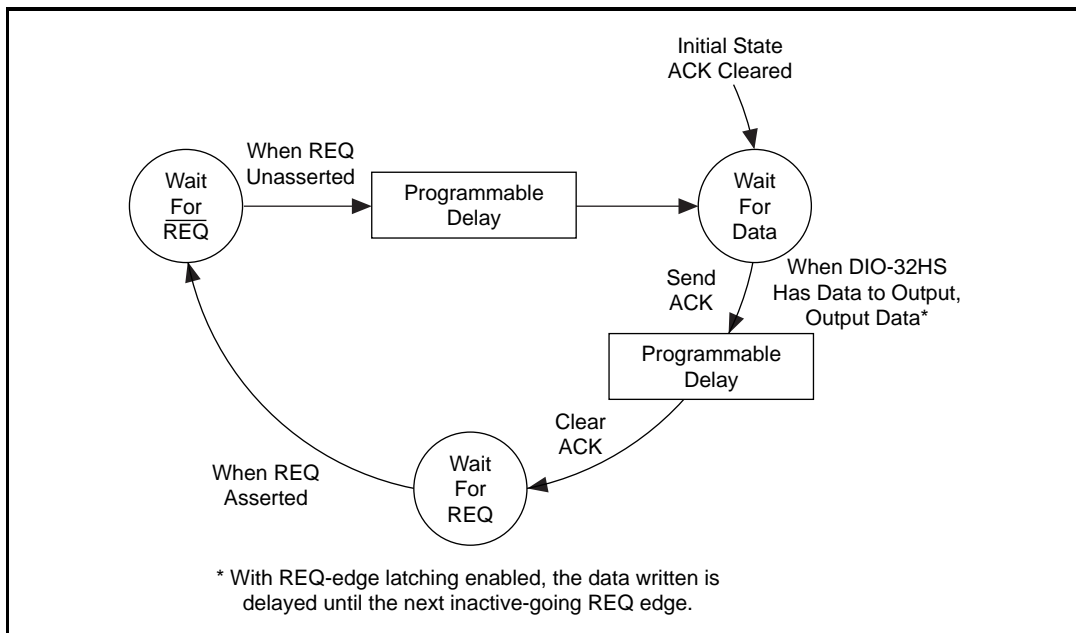 Initial State
ACK Cleared
When REQ
Unasserted
Wait
For
REQ
Programmable
Delay
Wait
For
Data
Send
ACK
When DIO-32HS
Has Data to Output,
Output Data*
Programmable
Delay
Clear
ACK
Wait
For
REQ
When REQ
Asserted
* With REQ-edge latching enabled, the data written is
delayed until the next inactive-going REQ edge.